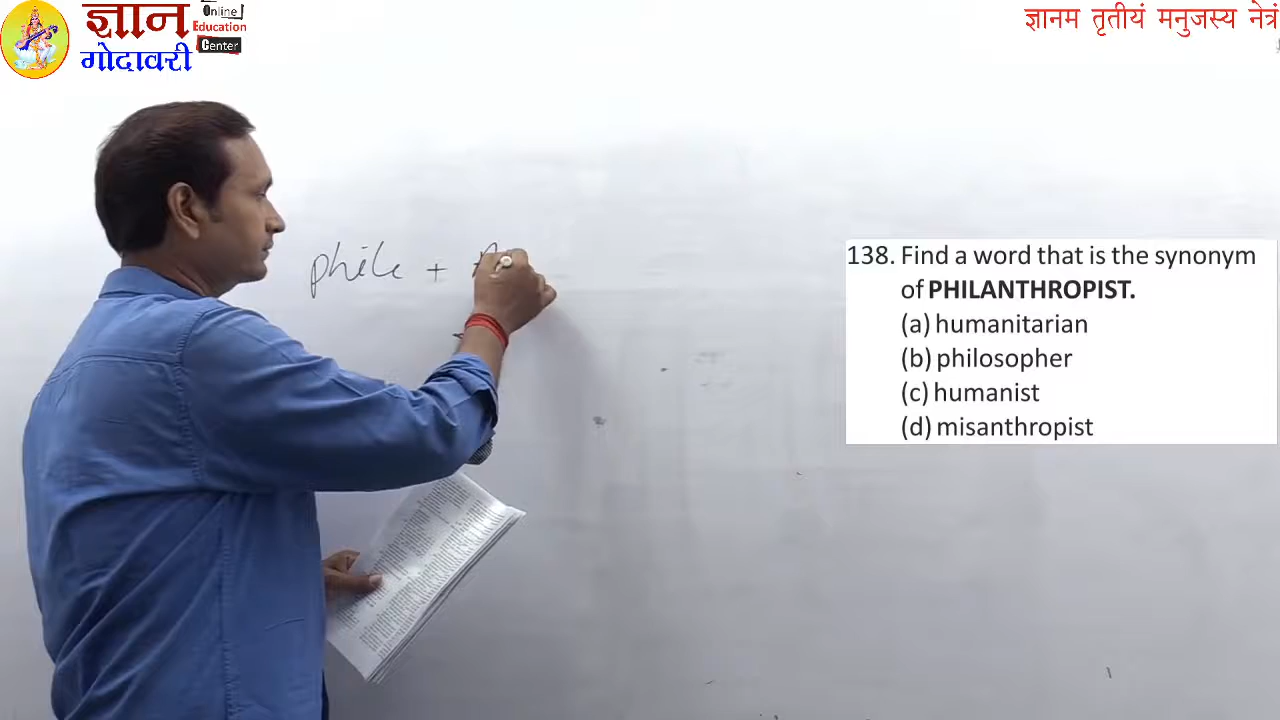 ज्ञान
गोदावरी
Online
Education
Center
ज्ञानम तृतीयं मनुजस्य नेत्रं
phile +
138. Find a word that is the synonym
of PHILANTHROPIST.
(a) humanitarian
(b) philosopher
(c) humanist
(d) misanthropist